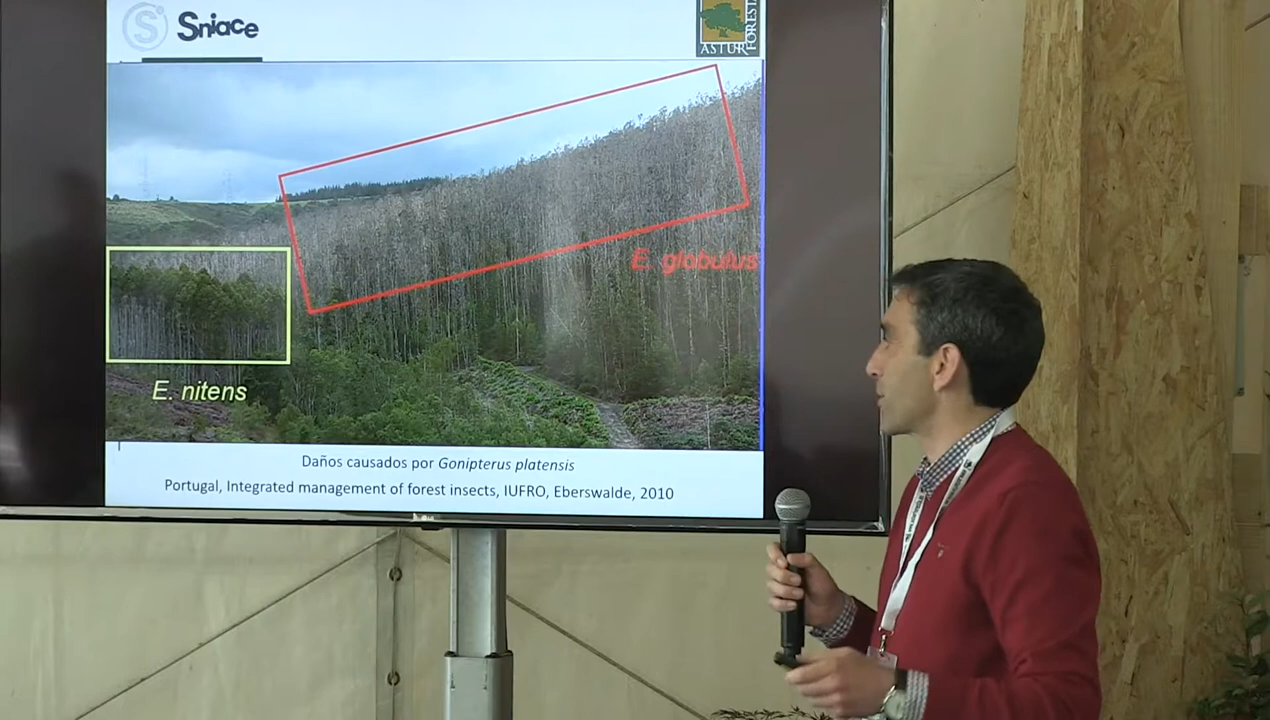 Sniace
ASTUR
FOREST
E. globulus
E. nitens
Daños causados por Gonipterus platensis
Portugal, Integrated management of forest insects, IUFRO, Eberswalde, 2010